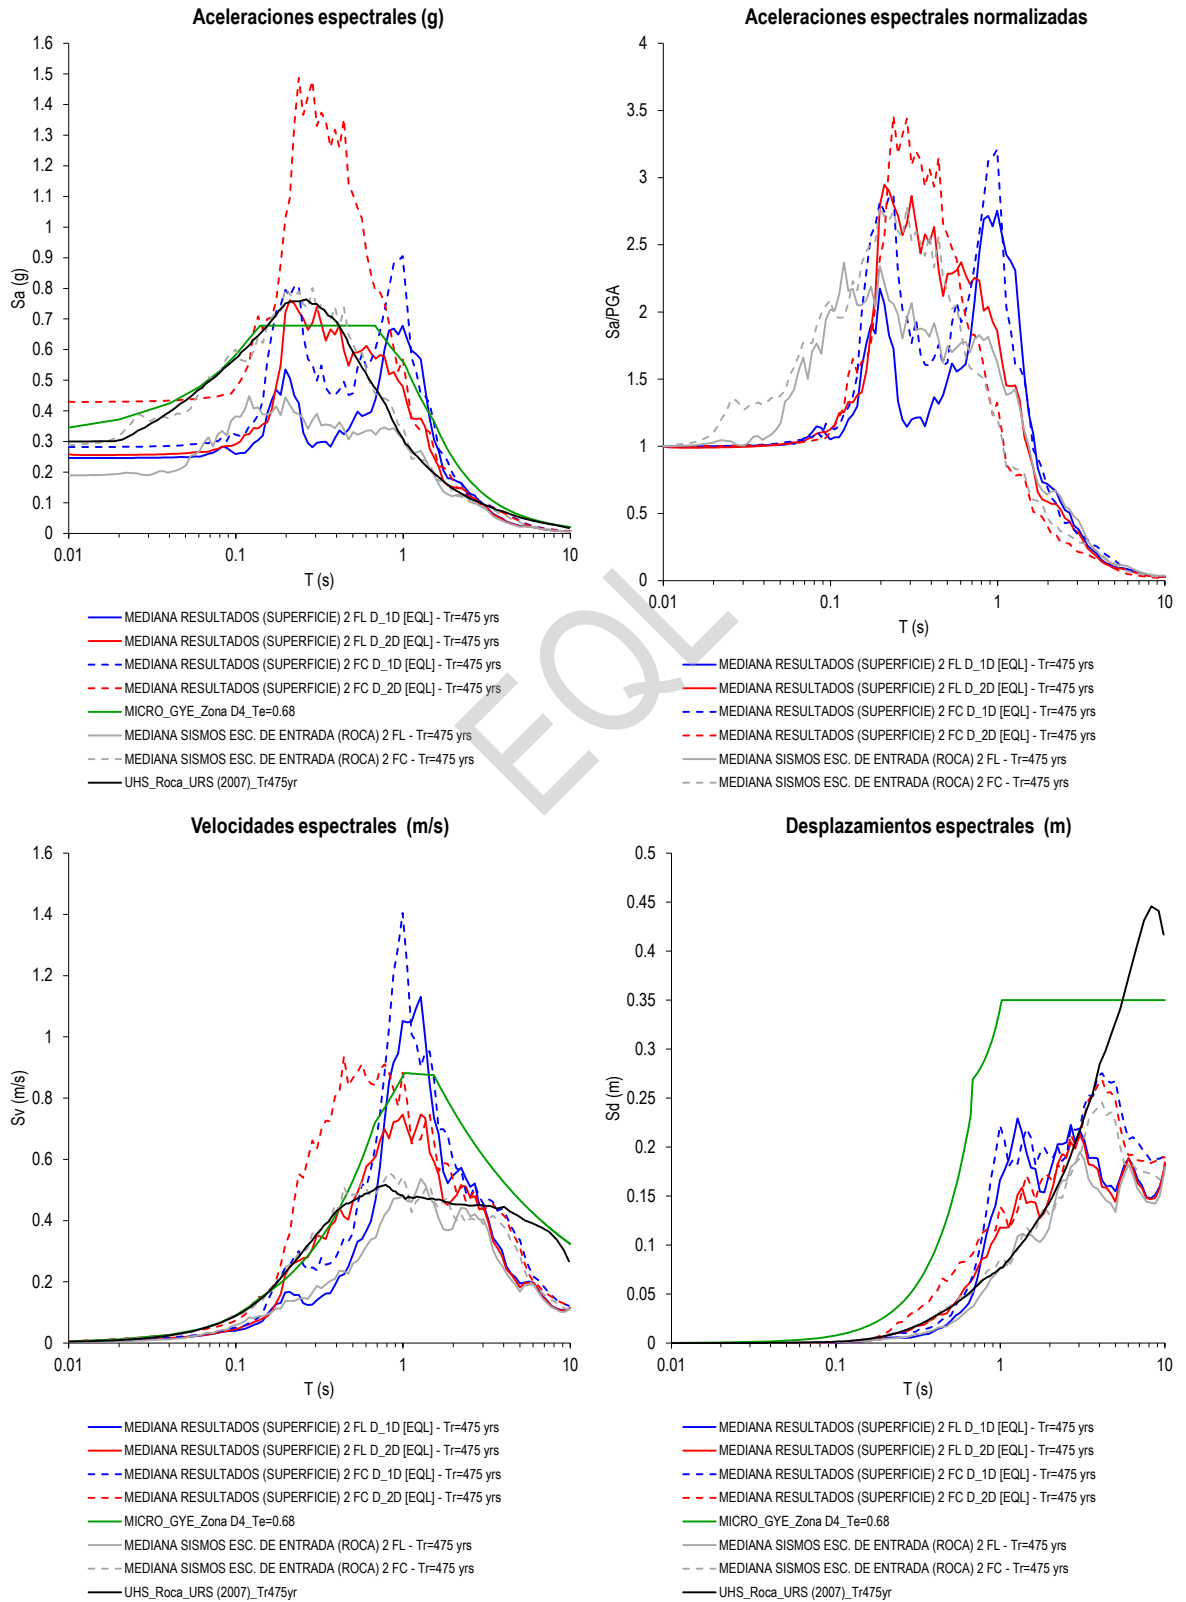 Aceleraciones espectrales (g)
1.6
1.5
1.4
1.3
1.2
1.1
1
0.9
0.8
0.7
0.6
0.5
0.4
0.3
0.2
0.1
0
Sa (g)
0.01
0.1
1
10
T (s)
MEDIANA RESULTADOS (SUPERFICIE) 2 FL D_1D [EQL] - Tr=475 yrs
MEDIANA RESULTADOS (SUPERFICIE) 2 FL D_2D [EQL] - Tr=475 yrs
MEDIANA RESULTADOS (SUPERFICIE) 2 FC D_1D [EQL] - Tr=475 yrs
MEDIANA RESULTADOS (SUPERFICIE) 2 FC D_2D [EQL] - Tr=475 yrs
MICRO_GYE_Zona D4_Te=0.68
MEDIANA SISMOS ESC. DE ENTRADA (ROCA) 2 FL - Tr=475 yrs
MEDIANA SISMOS ESC. DE ENTRADA (ROCA) 2 FC - Tr=475 yrs
UHS_Roca_URS (2007)_Tr475yr
Aceleraciones espectrales normalizadas
4
3.5
3
2.5
2
1.5
1
0.5
0
Sa/PGA
0.01
0.1
1
10
T (s)
MEDIANA RESULTADOS (SUPERFICIE) 2 FL D_1D [EQL] - Tr=475 yrs
MEDIANA RESULTADOS (SUPERFICIE) 2 FL D_2D [EQL] - Tr=475 yrs
MEDIANA RESULTADOS (SUPERFICIE) 2 FC D_1D [EQL] - Tr=475 yrs
MEDIANA RESULTADOS (SUPERFICIE) 2 FC D_2D [EQL] - Tr=475 yrs
MEDIANA SISMOS ESC. DE ENTRADA (ROCA) 2 FL - Tr=475 yrs
MEDIANA SISMOS ESC. DE ENTRADA (ROCA) 2 FC - Tr=475 yrs
EQL
Velocidades espectrales (m/s)
1.6
1.4
1.2
1
0.8
0.6
0.4
0.2
0
Sv (m/s)
0.01
0.1
1
10
T (s)
MEDIANA RESULTADOS (SUPERFICIE) 2 FL D_1D [EQL] - Tr=475 yrs
MEDIANA RESULTADOS (SUPERFICIE) 2 FL D_2D [EQL] - Tr=475 yrs
MEDIANA RESULTADOS (SUPERFICIE) 2 FC D_1D [EQL] - Tr=475 yrs
MEDIANA RESULTADOS (SUPERFICIE) 2 FC D_2D [EQL] - Tr=475 yrs
MICRO_GYE_Zona D4_Te=0.68
MEDIANA SISMOS ESC. DE ENTRADA (ROCA) 2 FL - Tr=475 yrs
MEDIANA SISMOS ESC. DE ENTRADA (ROCA) 2 FC - Tr=475 yrs
UHS_Roca_URS (2007)_Tr475yr
Desplazamientos espectrales (m)
0.5
0.45
0.4
0.35
0.3
0.25
0.2
0.15
0.1
0.05
0
Sd (m)
0.01
0.1
1
10
T (s)
MEDIANA RESULTADOS (SUPERFICIE) 2 FL D_1D [EQL] - Tr=475 yrs
MEDIANA RESULTADOS (SUPERFICIE) 2 FL D_2D [EQL] - Tr=475 yrs
MEDIANA RESULTADOS (SUPERFICIE) 2 FC D_1D [EQL] - Tr=475 yrs
MEDIANA RESULTADOS (SUPERFICIE) 2 FC D_2D [EQL] - Tr=475 yrs
MICRO_GYE_Zona D4_Te=0.68
MEDIANA SISMOS ESC. DE ENTRADA (ROCA) 2 FL - Tr=475 yrs
MEDIANA SISMOS ESC. DE ENTRADA (ROCA) 2 FC - Tr=475 yrs
UHS_Roca_URS (2007)_Tr475yr